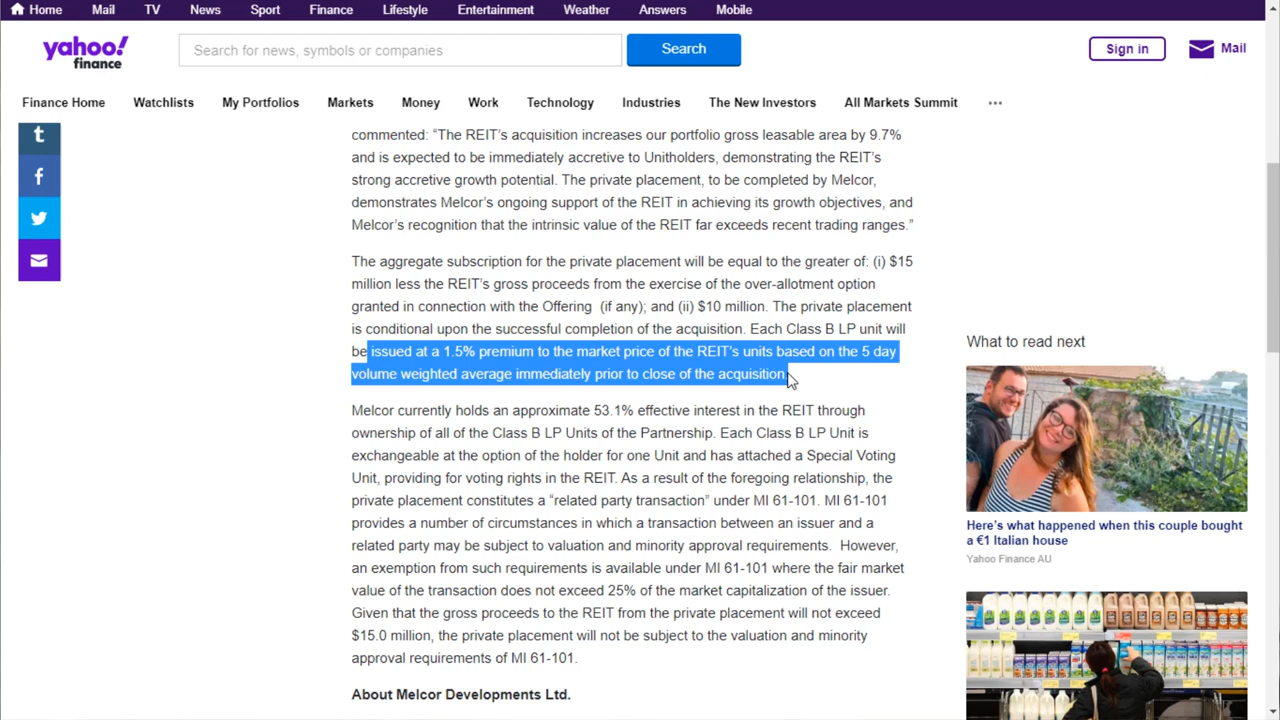 Home Mail TV News Sport Finance Lifestyle Entertainment Weather Answers Mobile
yahoo!
finance
Search for news, symbols or companies
Search
Sign in
Mail
Finance Home Watchlists My Portfolios Markets Money Work Technology Industries The New Investors All Markets Summit ...
t
f
commented: “The REIT’s acquisition increases our portfolio gross leasable area by 9.7%
and is expected to be immediately accretive to Unitholders, demonstrating the REIT’s
strong accretive growth potential. The private placement, to be completed by Melcor,
demonstrates Melcor’s ongoing support of the REIT in achieving its growth objectives, and
Melcor’s recognition that the intrinsic value of the REIT far exceeds recent trading ranges.”
The aggregate subscription for the private placement will be equal to the greater of: (i) $15
million less the REIT’s gross proceeds from the exercise of the over-allotment option
granted in connection with the Offering (if any); and (ii) $10 million. The private placement
is conditional upon the successful completion of the acquisition. Each Class B LP unit will
be issued at a 1.5% premium to the market price of the REIT’s units based on the 5 day
volume weighted average immediately prior to close of the acquisition.
Melcor currently holds an approximate 53.1% effective interest in the REIT through
ownership of all of the Class B LP Units of the Partnership. Each Class B LP Unit is
exchangeable at the option of the holder for one Unit and has attached a Special Voting
Unit, providing for voting rights in the REIT. As a result of the foregoing relationship, the
private placement constitutes a “related party transaction” under MI 61-101. MI 61-101
provides a number of circumstances in which a transaction between an issuer and a
related party may be subject to valuation and minority approval requirements. However,
an exemption from such requirements is available under MI 61-101 where the fair market
value of the transaction does not exceed 25% of the market capitalization of the issuer.
Given that the gross proceeds to the REIT from the private placement will not exceed
$15.0 million, the private placement will not be subject to the valuation and minority
approval requirements of MI 61-101.
About Melcor Developments Ltd.
What to read next
Here’s what happened when this couple bought
a €1 Italian house
Yahoo Finance AU